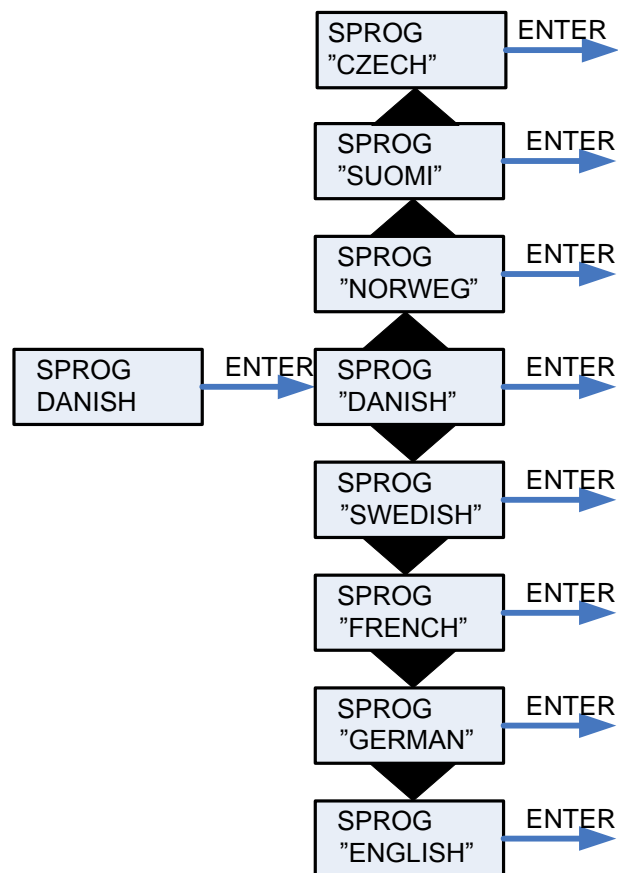 SPROG
”CZECH”
ENTER
SPROG
”SUOMI”
ENTER
SPROG
”NORWEG”
ENTER
SPROG
DANISH
ENTER
SPROG
”DANISH”
ENTER
SPROG
”SWEDISH”
ENTER
SPROG
”FRENCH”
ENTER
SPROG
”GERMAN”
ENTER
SPROG
”ENGLISH”
ENTER